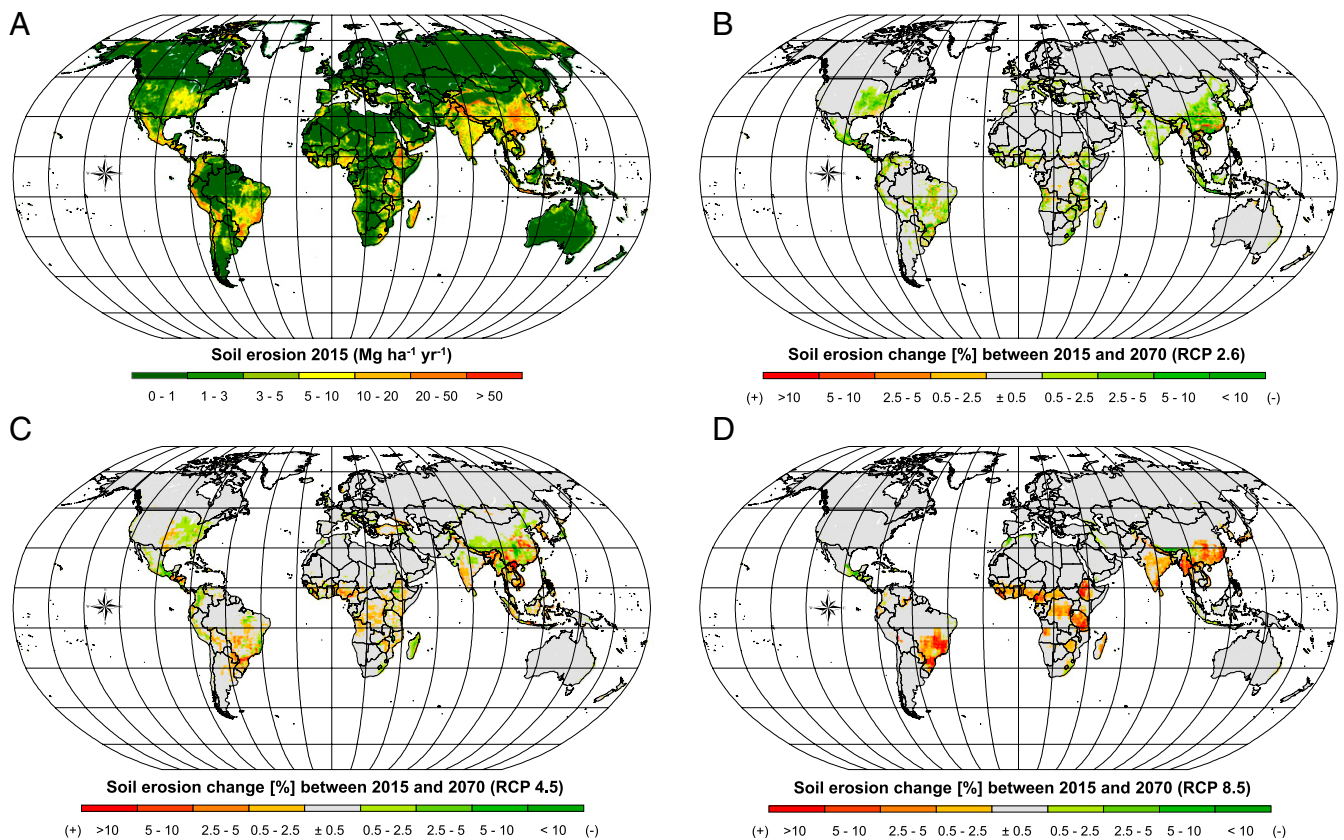 A
B
Soil erosion 2015 (Mg ha⁻¹ yr⁻¹)
0 - 1 1 - 3 3 - 5 5 - 10 10 - 20 20 - 50 > 50
Soil erosion change [%] between 2015 and 2070 (RCP 2.6)
(+) >10 5 - 10 2.5 - 5 0.5 - 2.5 ± 0.5 0.5 - 2.5 2.5 - 5 5 - 10 < 10 (-)
C
D
Soil erosion change [%] between 2015 and 2070 (RCP 4.5)
(+) >10 5 - 10 2.5 - 5 0.5 - 2.5 ± 0.5 0.5 - 2.5 2.5 - 5 5 - 10 < 10 (-)
Soil erosion change [%] between 2015 and 2070 (RCP 8.5)
(+) >10 5 - 10 2.5 - 5 0.5 - 2.5 ± 0.5 0.5 - 2.5 2.5 - 5 5 - 10 < 10 (-)